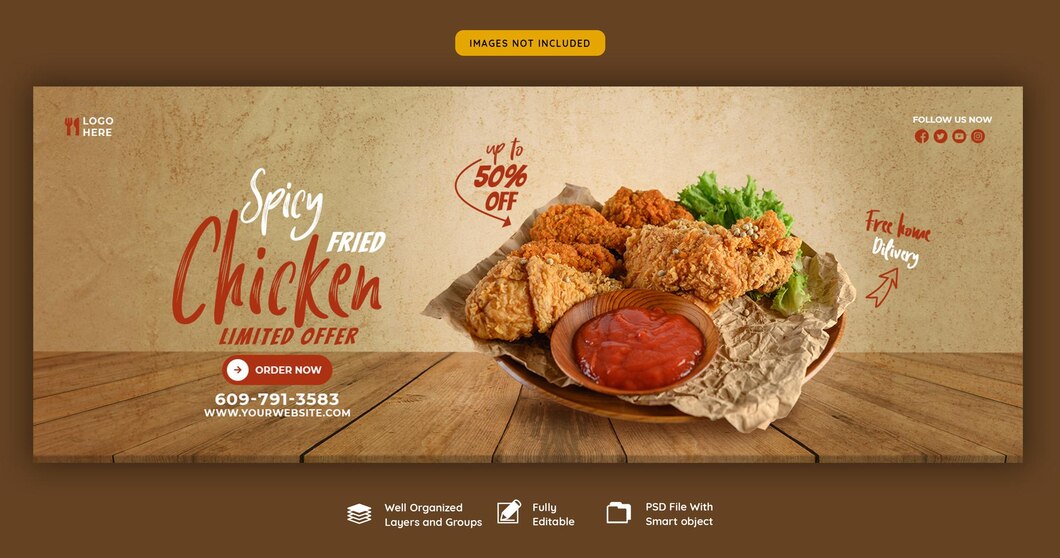 IMAGES NOT INCLUDED
LOGO
HERE
FOLLOW US NOW
up to
50%
OFF
Spicy
FRIED
Chicken
LIMITED OFFER
ORDER NOW
609-791-3583
WWW.YOURWEBSITE.COM
Free home
Dilivery
Well Organized
Layers and Groups
Fully
Editable
PSD File With
Smart object